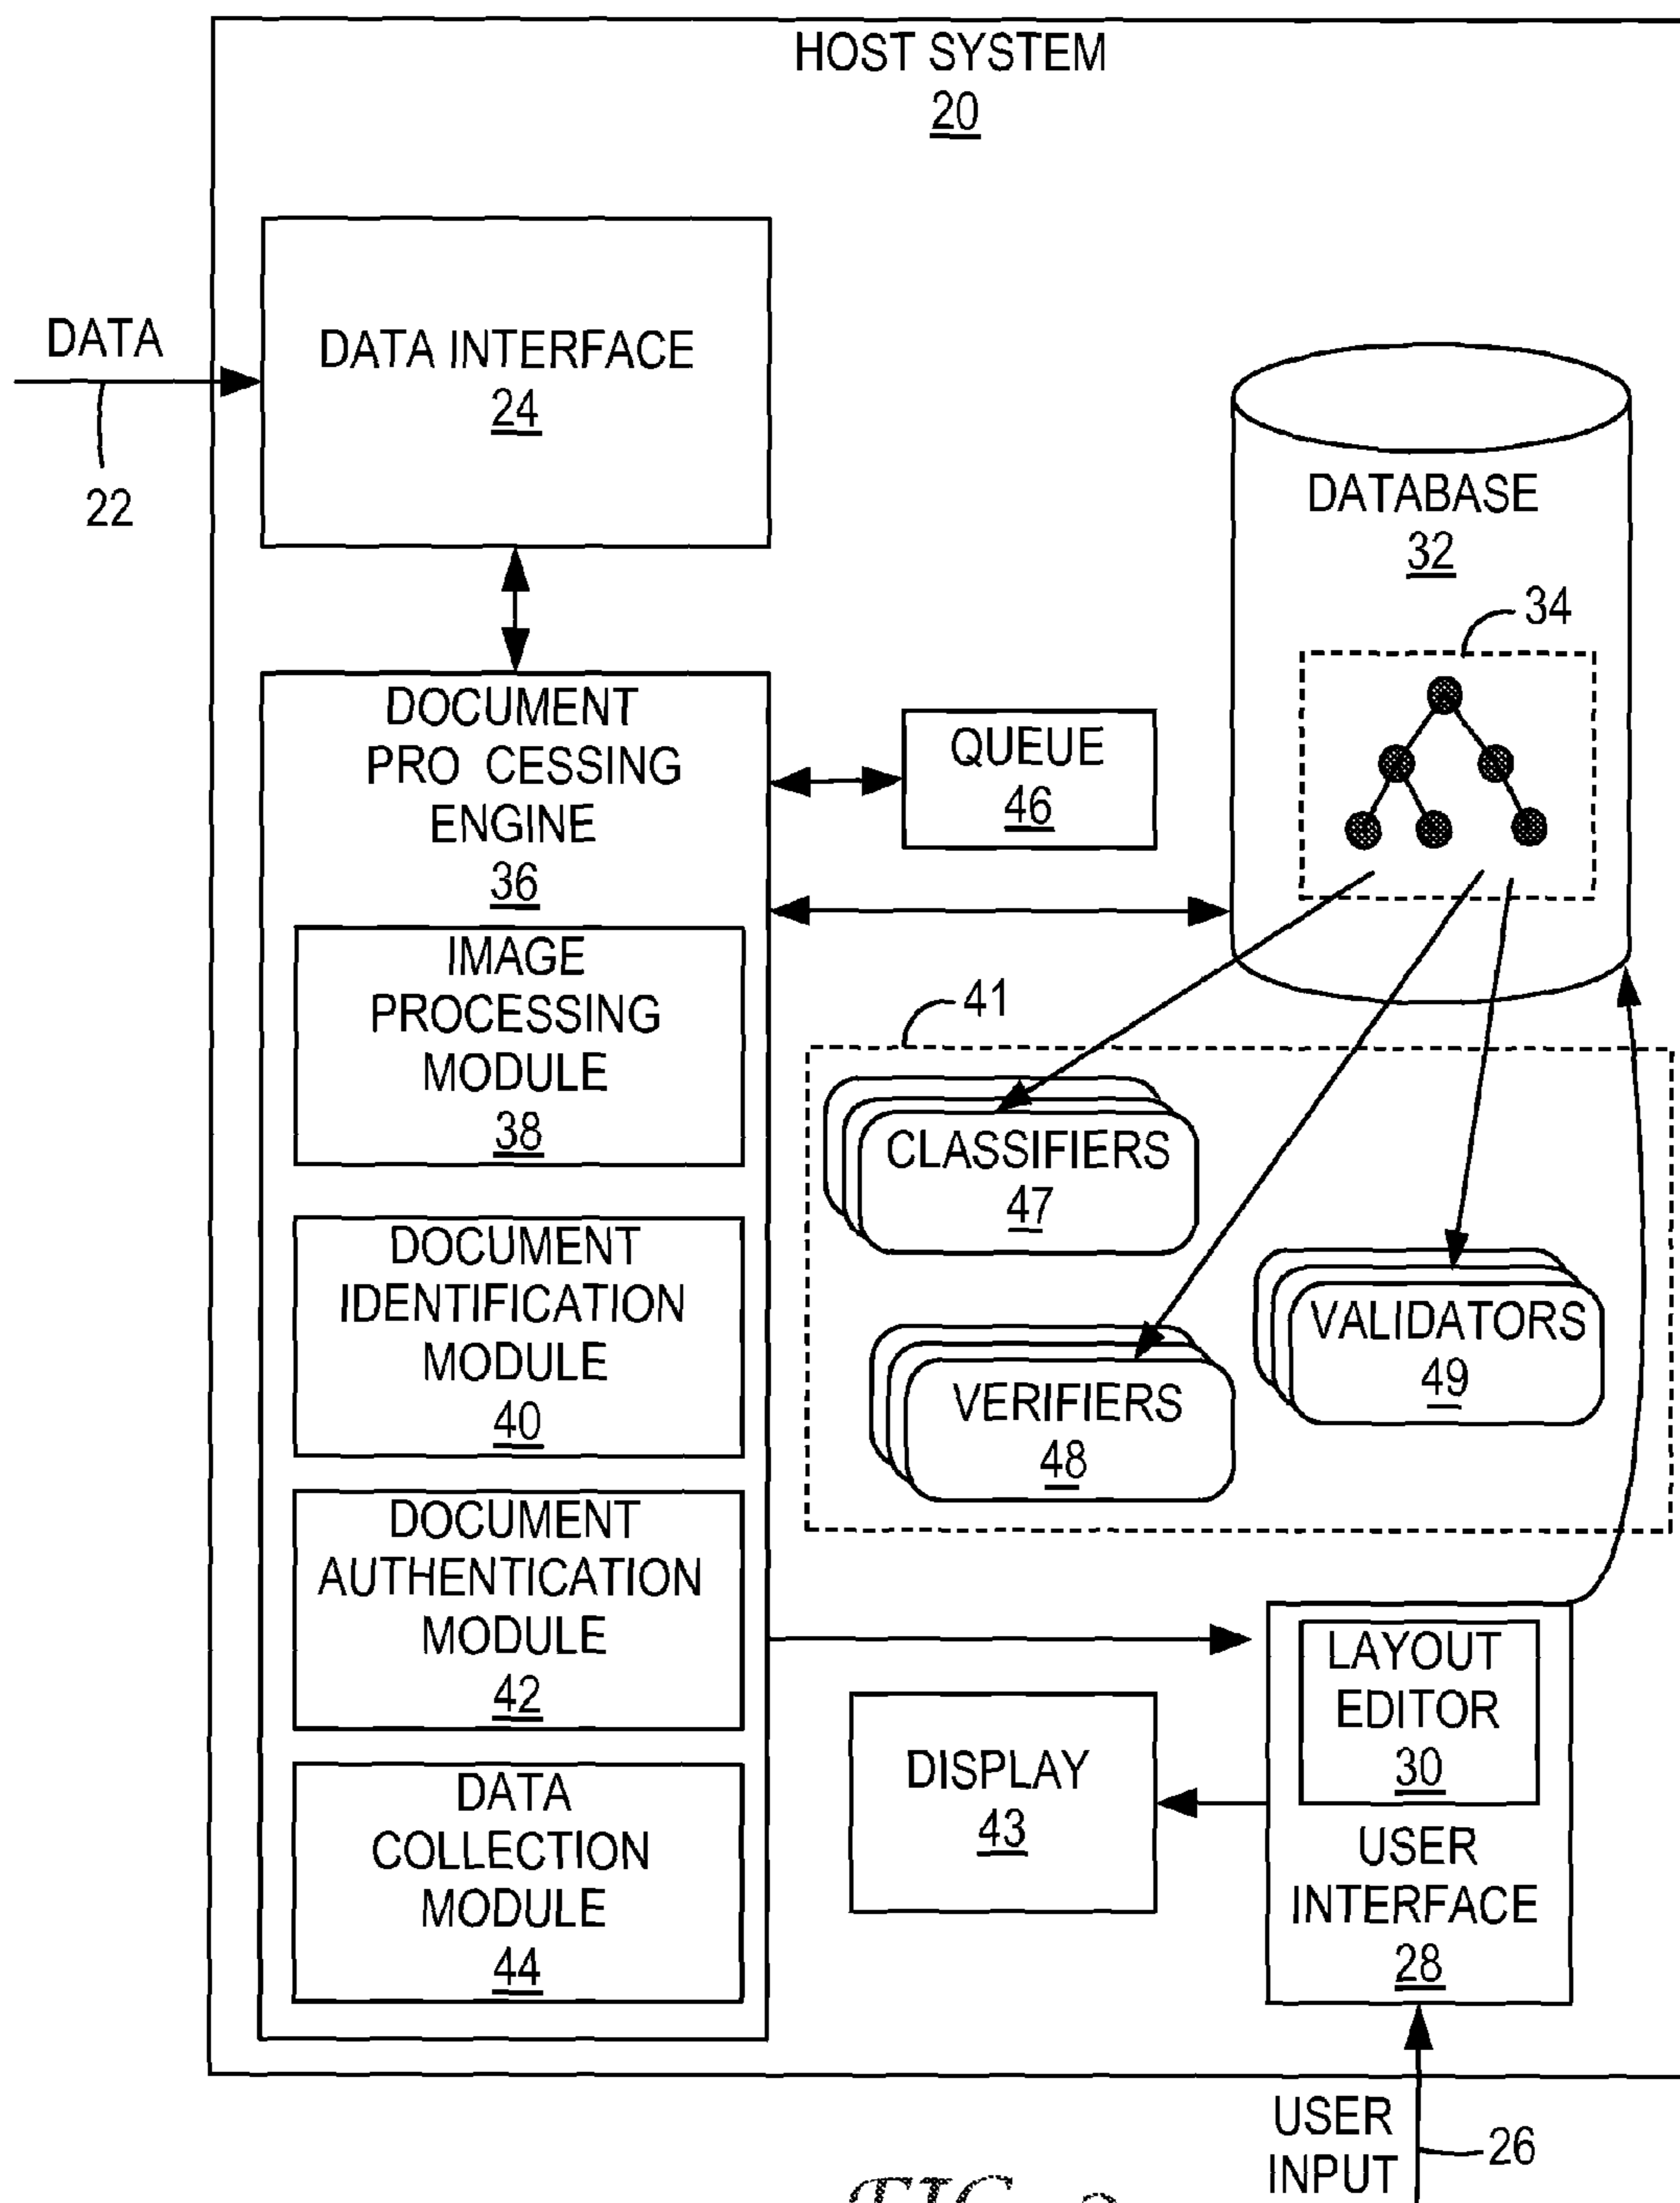 HOST SYSTEM
20
DATA
22
DATA INTERFACE
24
DATABASE
32
34
DOCUMENT
PRO CESSING
ENGINE
36
QUEUE
46
IMAGE
PROCESSING
MODULE
38
41
CLASSIFIERS
47
DOCUMENT
IDENTIFICATION
MODULE
40
VALIDATORS
49
VERIFIERS
48
DOCUMENT
AUTHENTICATION
MODULE
42
LAYOUT
EDITOR
30
DISPLAY
43
USER
INTERFACE
28
DATA
COLLECTION
MODULE
44
USER
INPUT
26